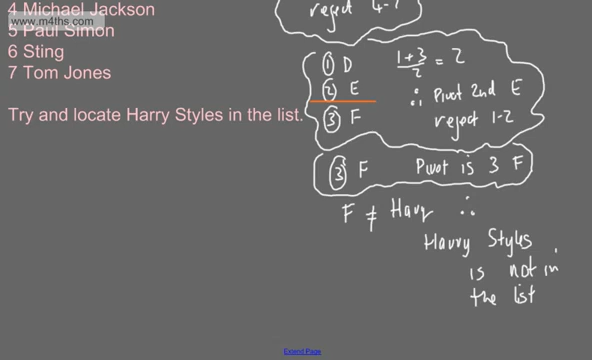 reject 4-7
4 Michael Jackson
www.m4ths.com
5 Paul Simon
6 Sting
7 Tom Jones
Try and locate Harry Styles in the list.
1 D
2 E
3 F
1+3/2 = 2
∴ Pivot 2nd E
reject 1-2
3 F Pivot is 3 F
F ≠ Harry ∴
Harry Styles
is not in
the list
Expand Page